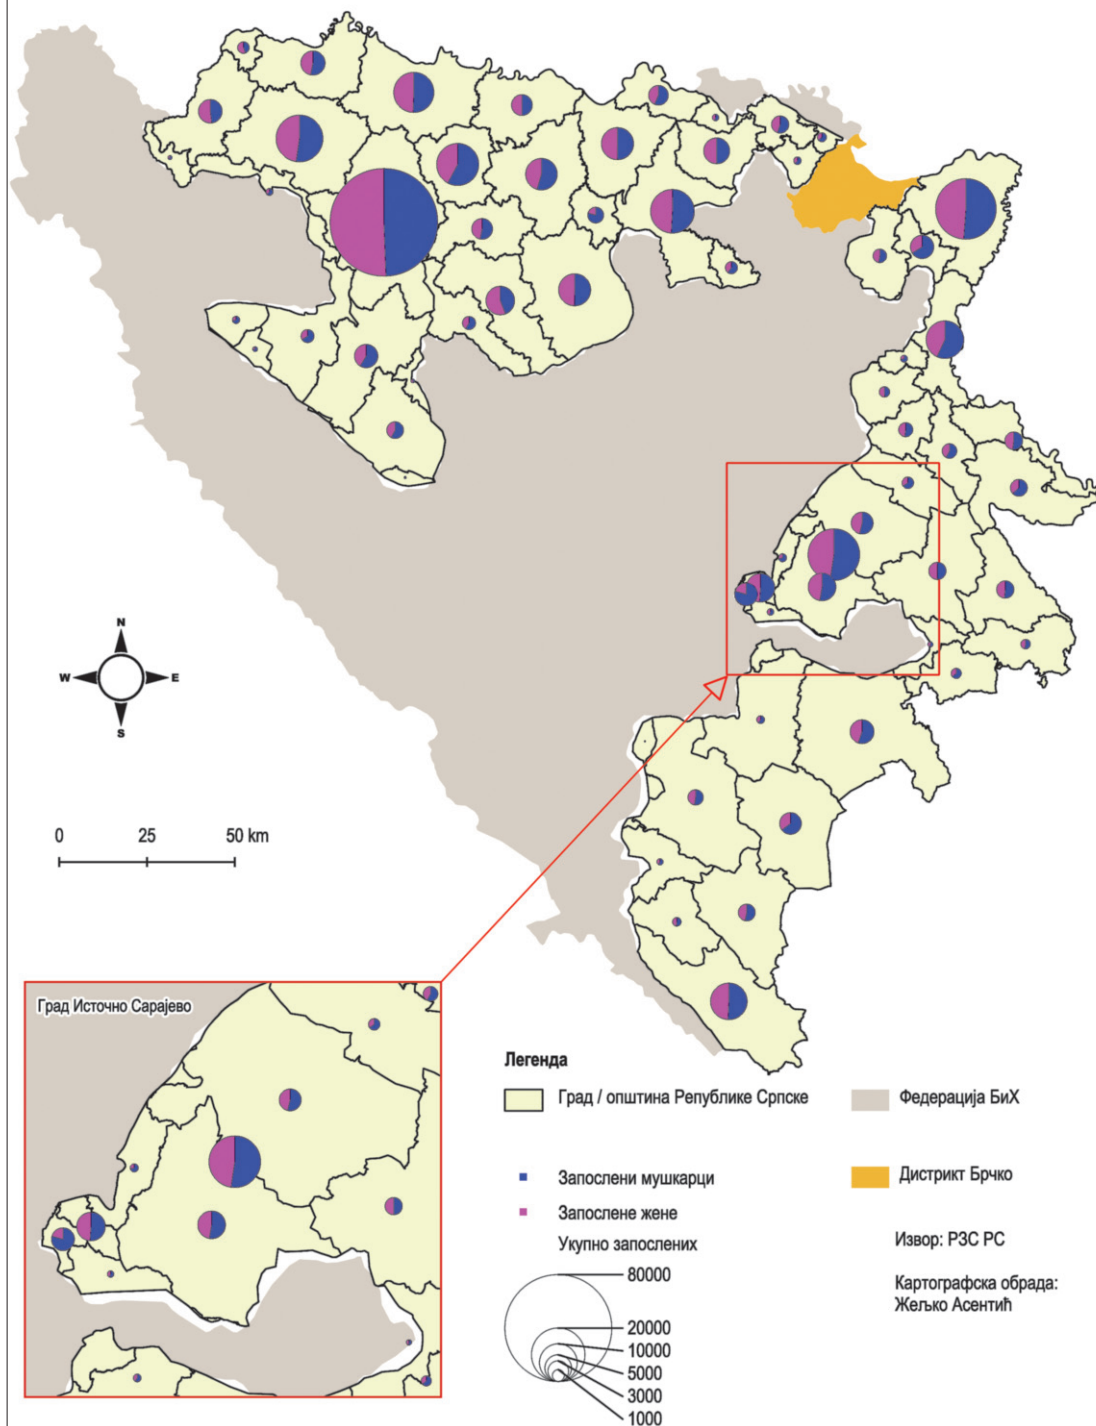 N
W
E
S
0 25 50 km
Град Источно Сарајево
Легенда
Град / општина Републике Српске
Федерација БиХ
Запослени мушкарци
Дистрикт Брчко
Запослене жене
Укупно запослених
Извор: РЗС РС
80000
Картографска обрада:
Жељко Асентић
20000
10000
5000
3000
1000